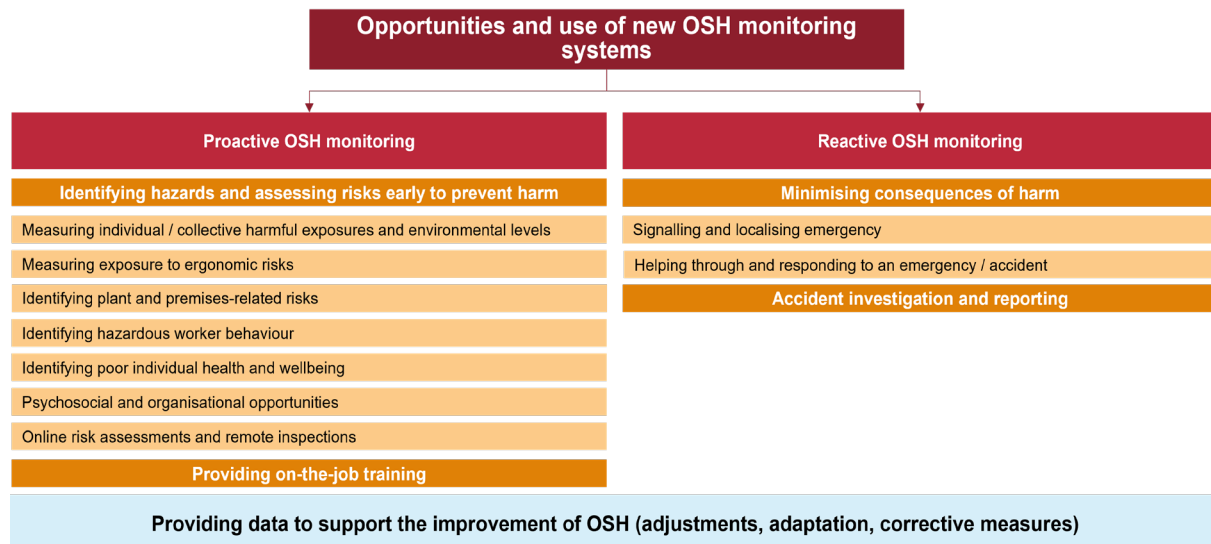 Opportunities and use of new OSH monitoring
systems
Proactive OSH monitoring
Identifying hazards and assessing risks early to prevent harm
Measuring individual / collective harmful exposures and environmental levels
Measuring exposure to ergonomic risks
Identifying plant and premises-related risks
Identifying hazardous worker behaviour
Identifying poor individual health and wellbeing
Psychosocial and organisational opportunities
Online risk assessments and remote inspections
Providing on-the-job training
Reactive OSH monitoring
Minimising consequences of harm
Signalling and localising emergency
Helping through and responding to an emergency / accident
Accident investigation and reporting
Providing data to support the improvement of OSH (adjustments, adaptation, corrective measures)